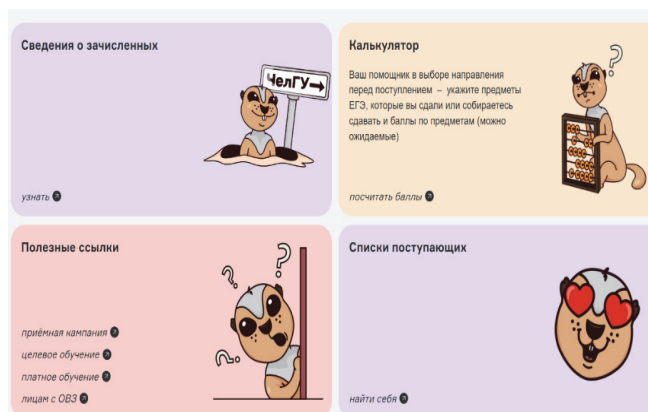 Сведения о зачисленных
ЧелГУ→
узнать
Калькулятор
Ваш помощник в выборе направления
перед поступлением – укажите предметы
ЕГЭ, которые вы сдали или собираетесь
сдавать и баллы по предметам (можно
ожидаемые)
?
посчитать баллы
Полезные ссылки
? ? ?
приёмная кампания
целевое обучение
платное обучение
лицам с ОВЗ
Списки поступающих
найти себя